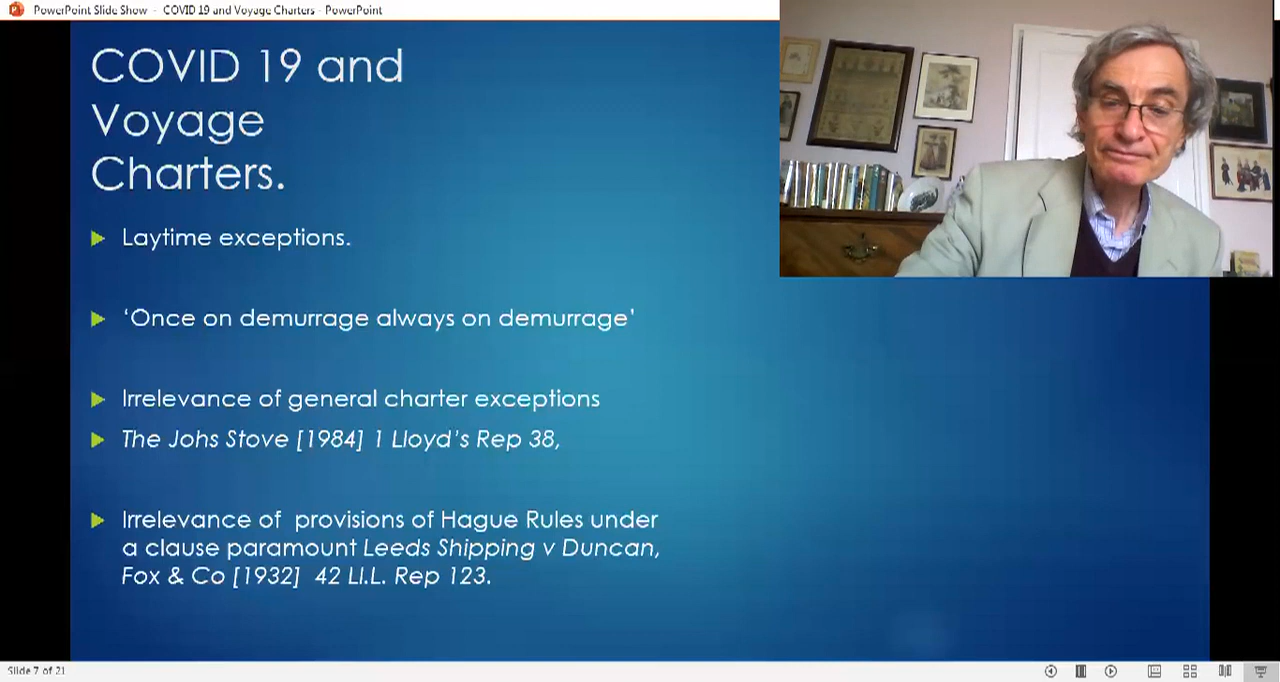 PowerPoint Slide Show - COVID 19 and Voyage Charters - PowerPoint
COVID 19 and
Voyage
Charters.
Laytime exceptions.
‘Once on demurrage always on demurrage’
Irrelevance of general charter exceptions
The Johs Stove [1984] 1 Lloyd’s Rep 38,
Irrelevance of provisions of Hague Rules under
a clause paramount Leeds Shipping v Duncan,
Fox & Co [1932] 42 Ll.L. Rep 123.
Slide 7 of 21